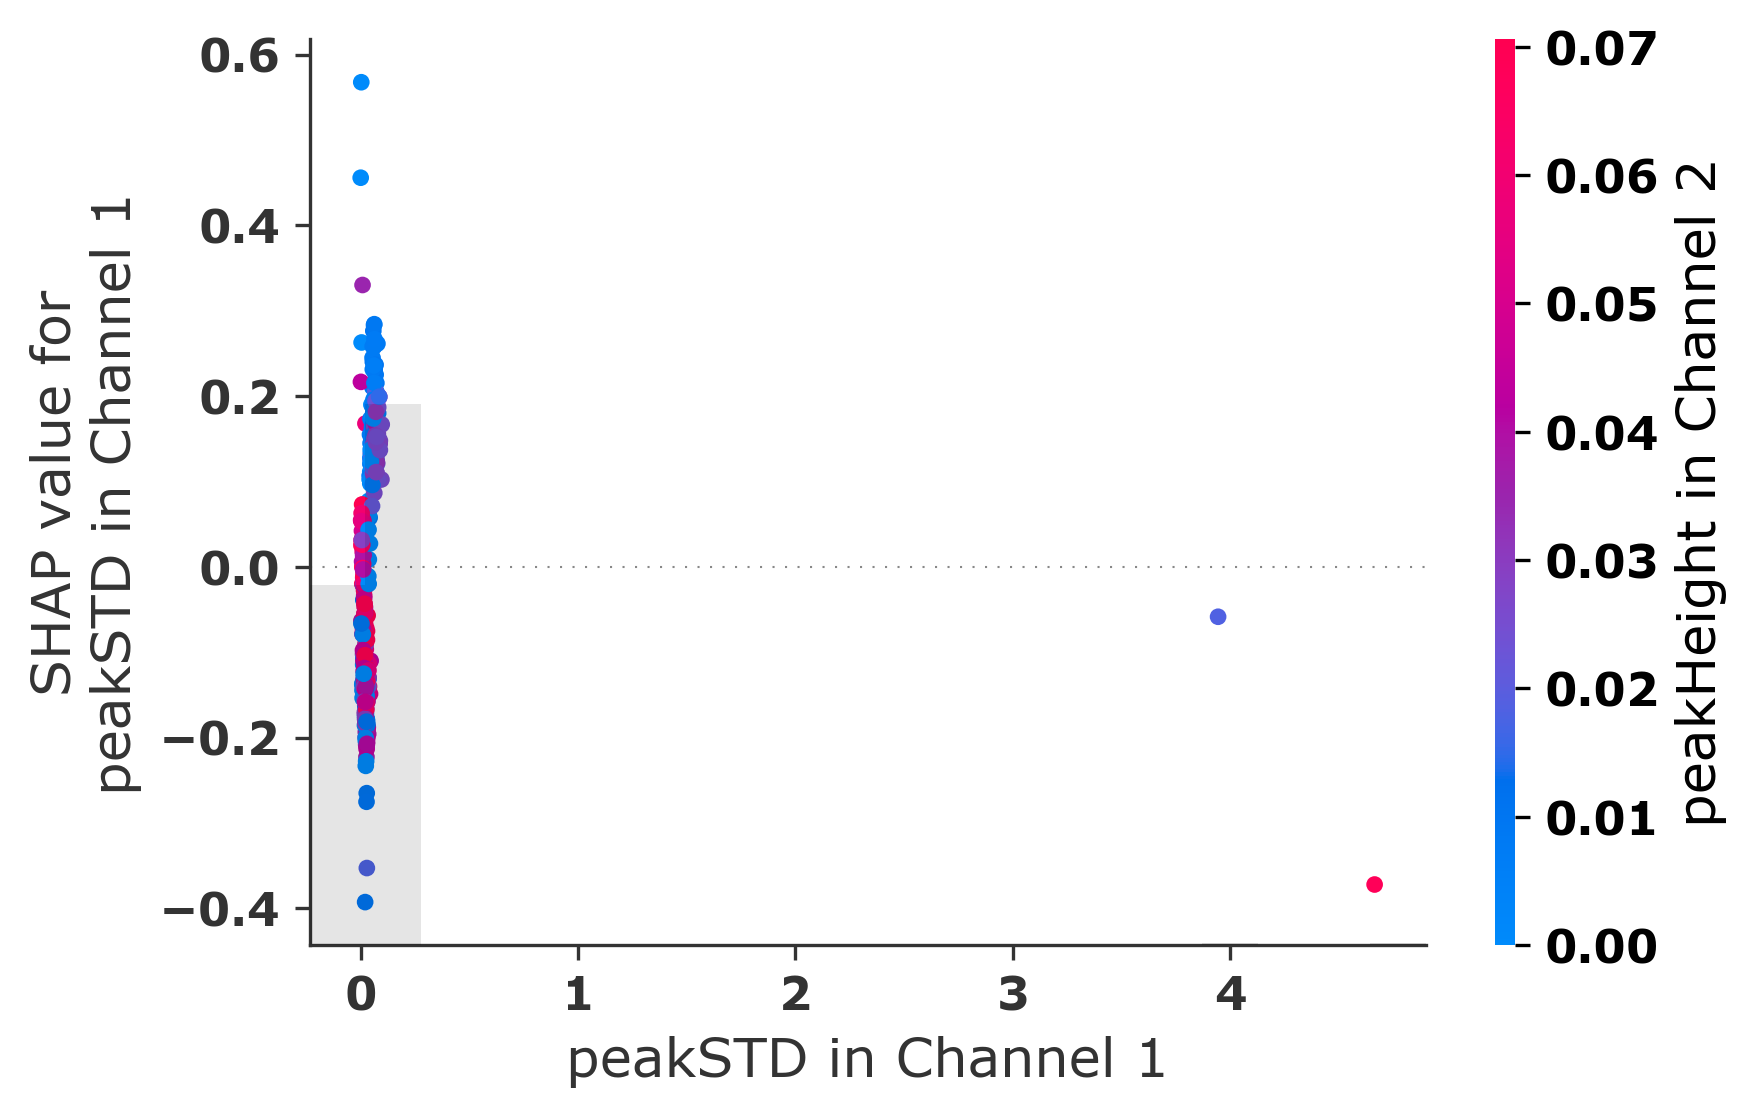 SHAP value for
peakSTD in Channel 1
0.6
0.4
0.2
0.0
−0.2
−0.4
0 1 2 3 4
peakSTD in Channel 1
0.07
0.06
0.05
0.04
0.03
0.02
0.01
0.00
peakHeight in Channel 2